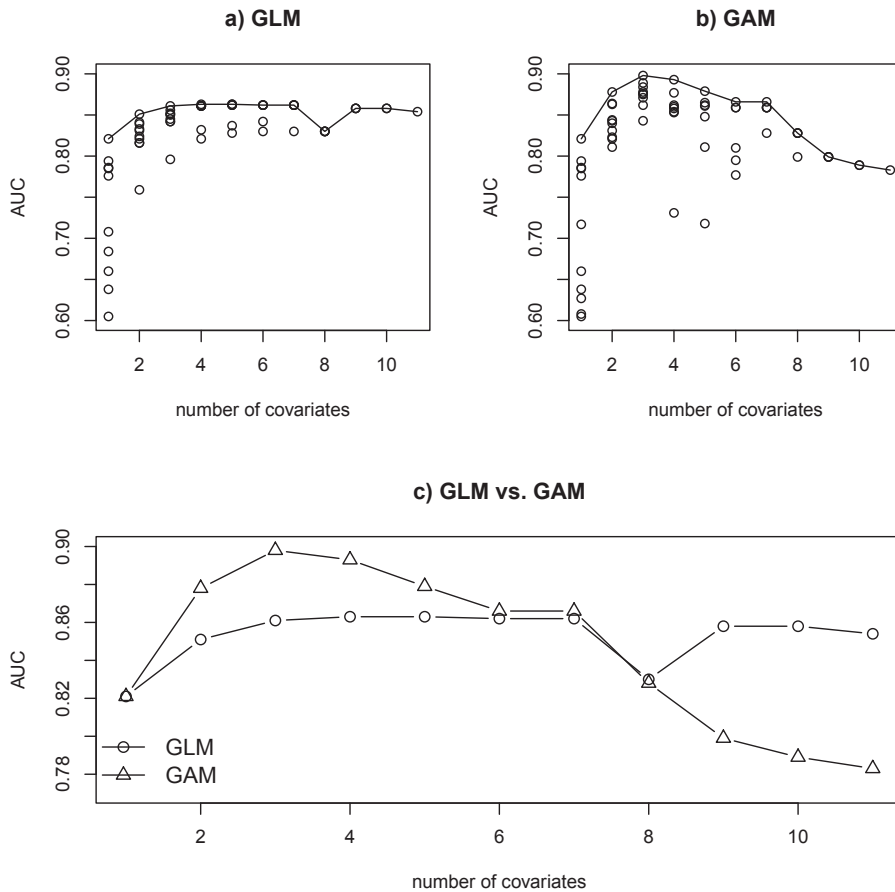 a) GLM
AUC
0.60
0.70
0.80
0.90
2
4
6
8
10
number of covariates
b) GAM
AUC
0.60
0.70
0.80
0.90
2
4
6
8
10
number of covariates
c) GLM vs. GAM
AUC
0.78
0.82
0.86
0.90
GLM
GAM
2
4
6
8
10
number of covariates